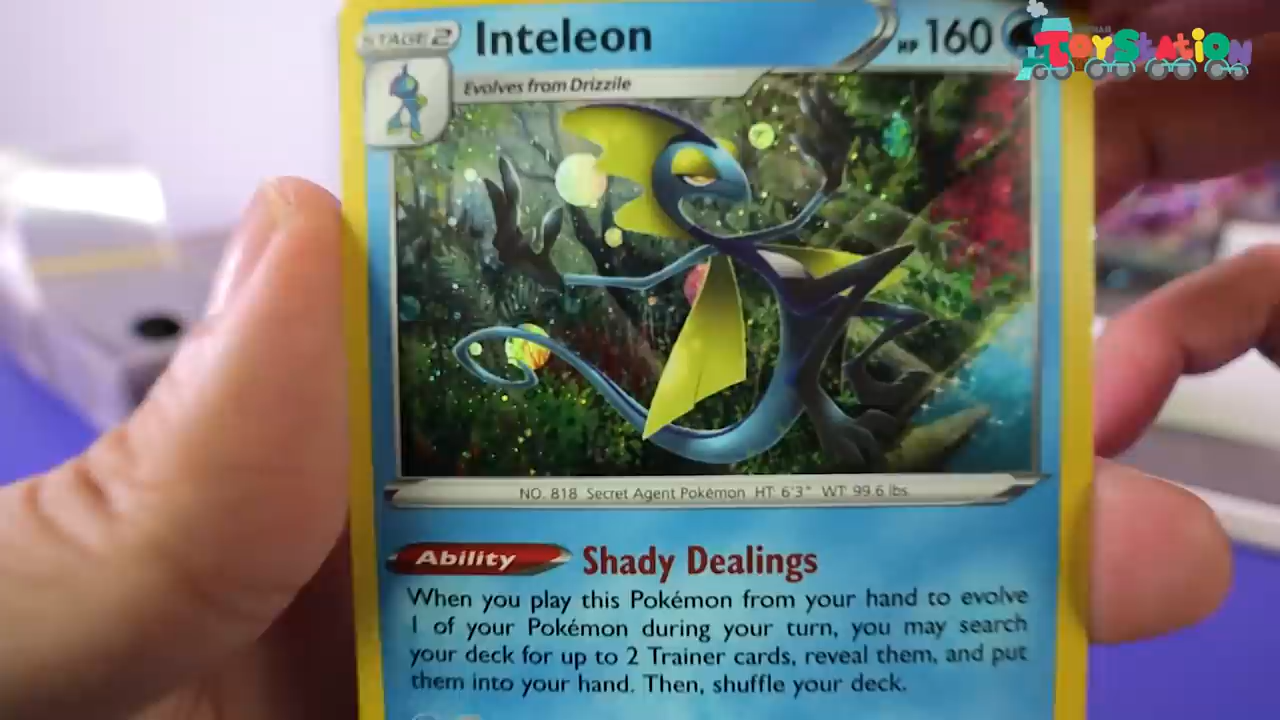 STAGE 2
Inteleon
HP 160
TOYSTATION
Evolves from Drizzile
NO. 818 Secret Agent Pokémon HT: 6'3" WT: 99.6 lbs.
Ability Shady Dealings
When you play this Pokémon from your hand to evolve
1 of your Pokémon during your turn, you may search
your deck for up to 2 Trainer cards, reveal them, and put
them into your hand. Then, shuffle your deck.